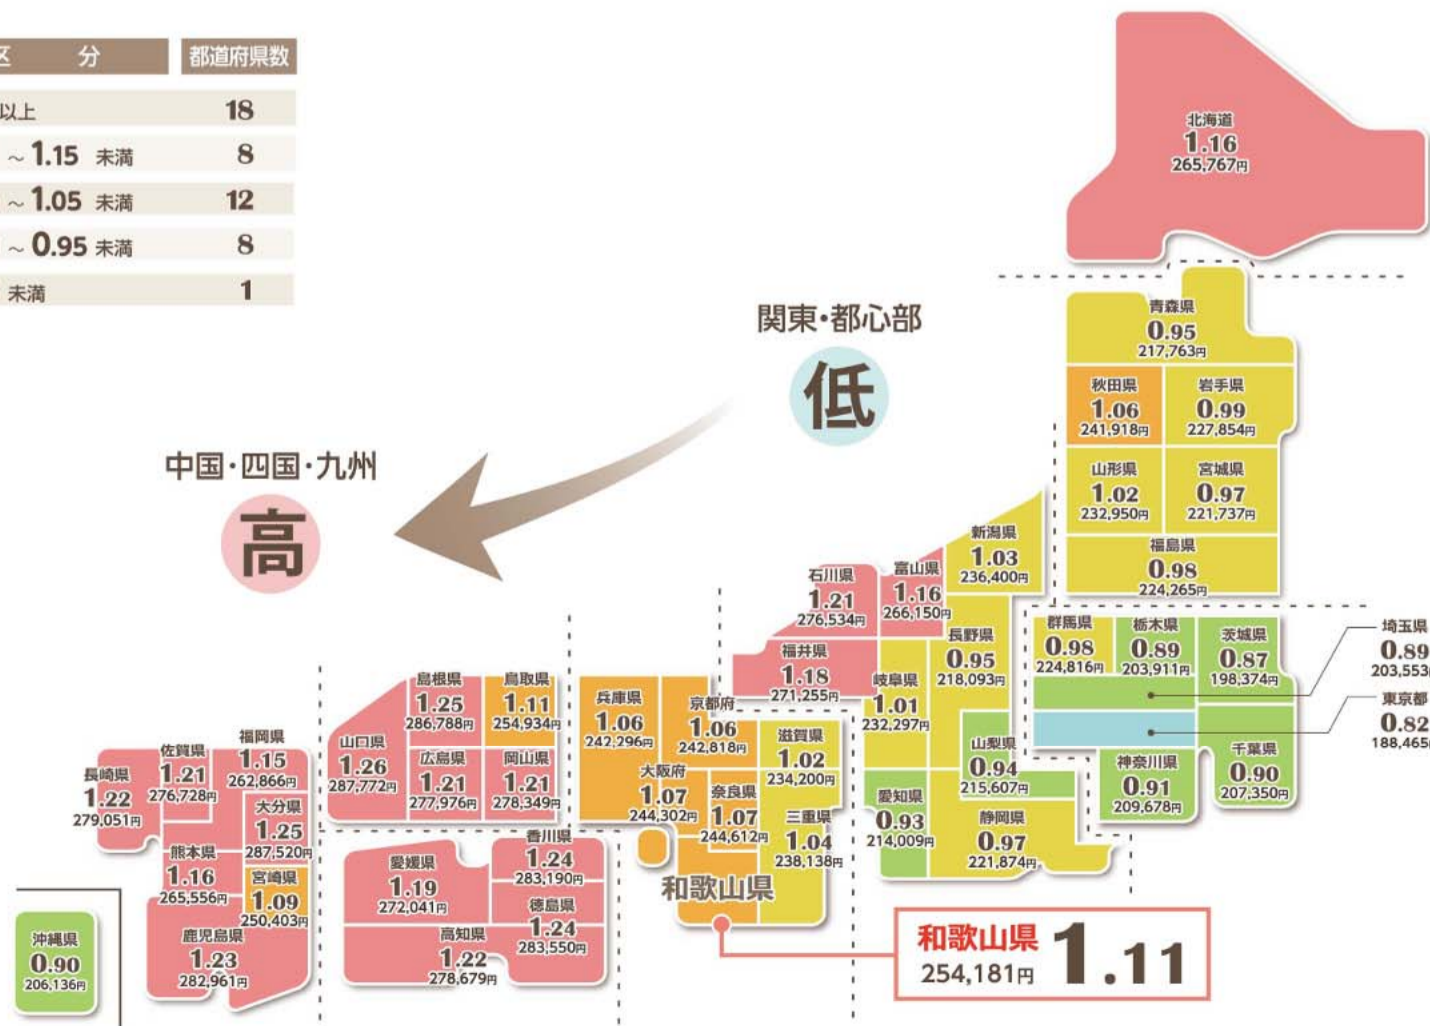 区 分 都道府県数
以上 18
～1.15 未満 8
～1.05 未満 12
～0.95 未満 8
未満 1
関東・都心部
低
中国・四国・九州
高
北海道
1.16
265,767円
青森県
0.95
217,763円
秋田県
1.06
241,918円
岩手県
0.99
227,854円
山形県
1.02
232,950円
宮城県
0.97
221,737円
福島県
0.98
224,265円
新潟県
1.03
236,400円
富山県
1.16
266,150円
石川県
1.21
276,534円
福井県
1.18
271,255円
長野県
0.95
218,093円
岐阜県
1.01
232,297円
山梨県
0.94
215,607円
愛知県
0.93
214,009円
静岡県
0.97
221,874円
群馬県
0.98
224,816円
栃木県
0.89
203,911円
茨城県
0.87
198,374円
埼玉県
0.89
203,553
東京都
0.82
188,465
神奈川県
0.91
209,678円
千葉県
0.90
207,350円
兵庫県
1.06
242,296円
京都府
1.06
242,818円
滋賀県
1.02
234,200円
大阪府
1.07
244,302円
奈良県
1.07
244,612円
三重県
1.04
238,138円
和歌山県
和歌山県 1.11
254,181円
島根県
1.25
286,788円
鳥取県
1.11
254,934円
山口県
1.26
287,772円
広島県
1.21
277,976円
岡山県
1.21
278,349円
香川県
1.24
283,190円
愛媛県
1.19
272,041円
徳島県
1.24
283,550円
高知県
1.22
278,679円
福岡県
1.15
262,866円
佐賀県
1.21
276,728円
長崎県
1.22
279,051円
大分県
1.25
287,520円
熊本県
1.16
265,556円
宮崎県
1.09
250,403円
鹿児島県
1.23
282,961円
沖縄県
0.90
206,136円